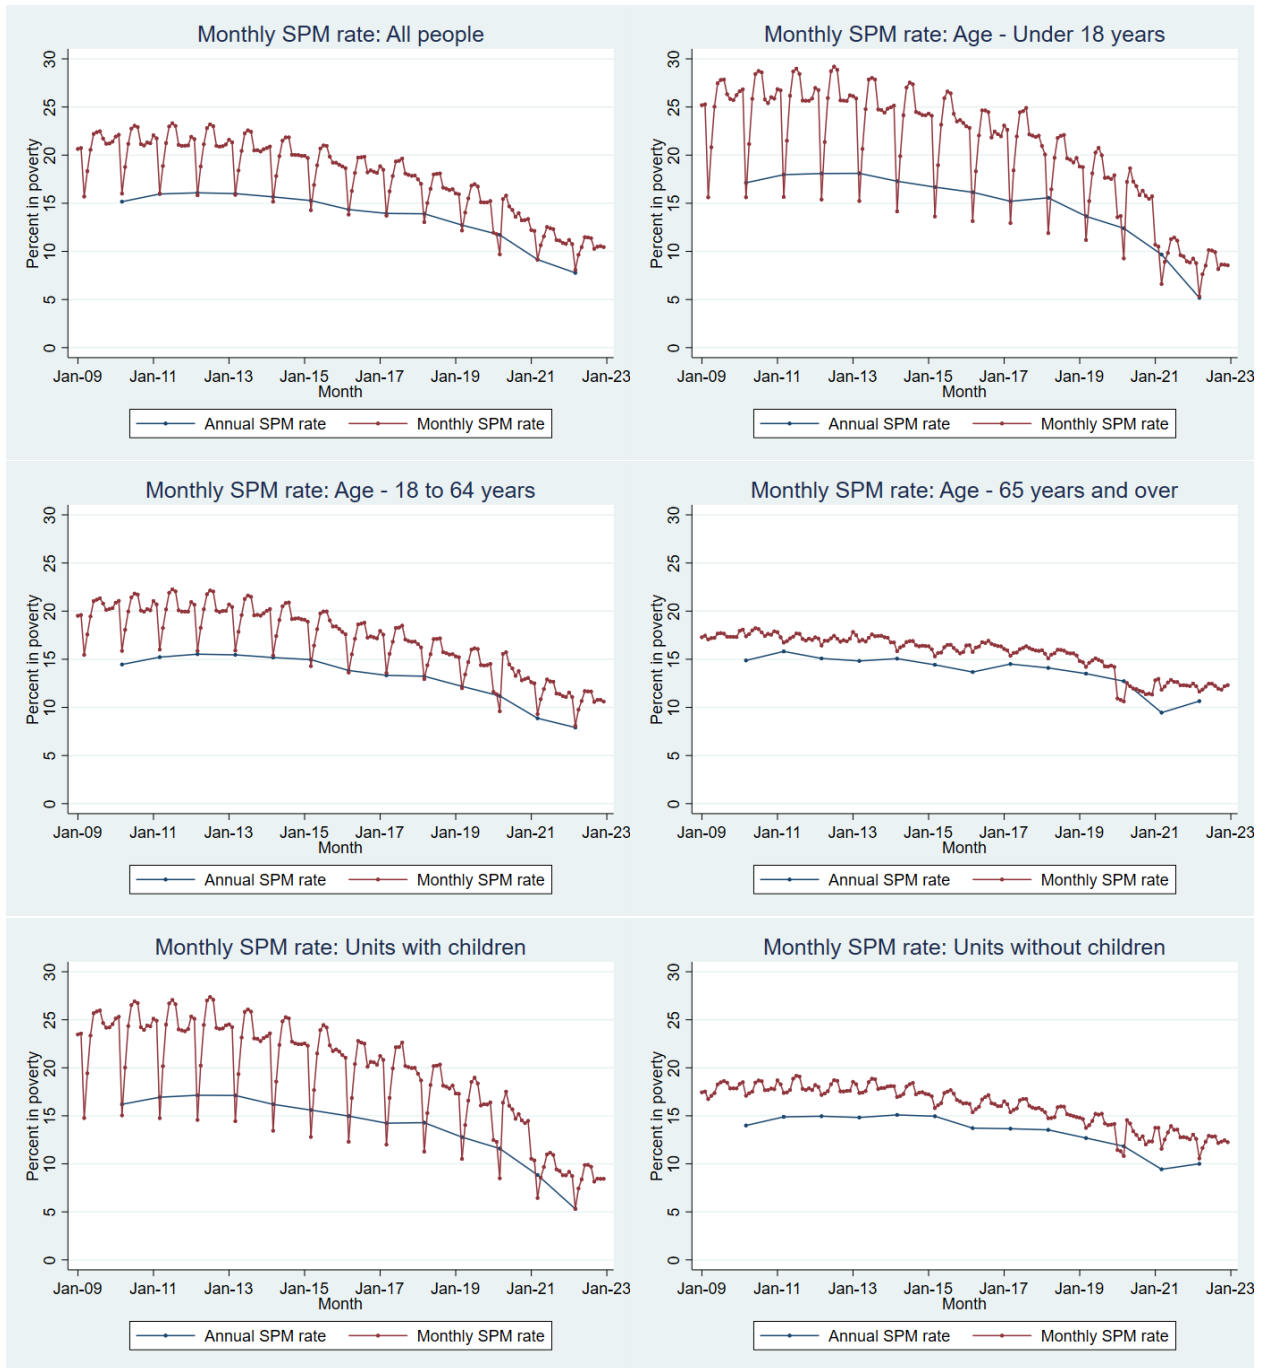 Monthly SPM rate: All people
Percent in poverty
30
25
20
15
10
5
0
Jan-09 Jan-11 Jan-13 Jan-15 Jan-17 Jan-19 Jan-21 Jan-23
Month
Annual SPM rate Monthly SPM rate
Monthly SPM rate: Age - Under 18 years
Percent in poverty
30
25
20
15
10
5
0
Jan-09 Jan-11 Jan-13 Jan-15 Jan-17 Jan-19 Jan-21 Jan-23
Month
Annual SPM rate Monthly SPM rate
Monthly SPM rate: Age - 18 to 64 years
Percent in poverty
30
25
20
15
10
5
0
Jan-09 Jan-11 Jan-13 Jan-15 Jan-17 Jan-19 Jan-21 Jan-23
Month
Annual SPM rate Monthly SPM rate
Monthly SPM rate: Age - 65 years and over
Percent in poverty
30
25
20
15
10
5
0
Jan-09 Jan-11 Jan-13 Jan-15 Jan-17 Jan-19 Jan-21 Jan-23
Month
Annual SPM rate Monthly SPM rate
Monthly SPM rate: Units with children
Percent in poverty
30
25
20
15
10
5
0
Jan-09 Jan-11 Jan-13 Jan-15 Jan-17 Jan-19 Jan-21 Jan-23
Month
Annual SPM rate Monthly SPM rate
Monthly SPM rate: Units without children
Percent in poverty
30
25
20
15
10
5
0
Jan-09 Jan-11 Jan-13 Jan-15 Jan-17 Jan-19 Jan-21 Jan-23
Month
Annual SPM rate Monthly SPM rate